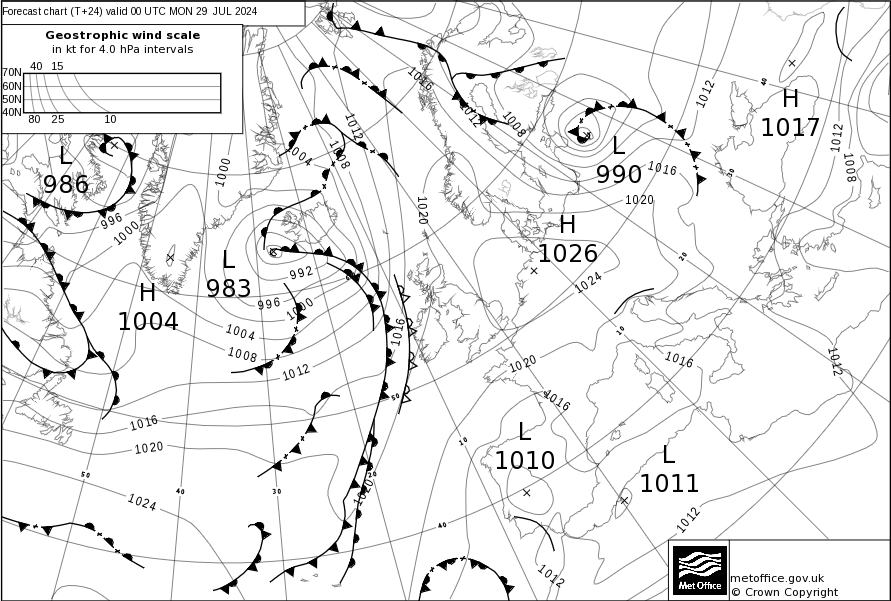 Forecast chart (T+24) valid 00 UTC MON 29 JUL 2024
Geostrophic wind scale
in kt for 4.0 hPa intervals
40 15
70N
60N
50N
40N
80 25 10
1016
1012
1012
1008
1012
1004
1008
1000
H
1017
1012
1008
L
986
L
990
1016
1020
1020
996
1000
H
1026
L
983
992
996
1000
1024
H
1004
1004
1008
1016
1012
1020
1016
1016
1012
1016
1020
L
1010
L
1011
1020
1024
1012
1012
40
30
20
10
50
50
40
30
20
10
40
Met Office
metoffice.gov.uk
© Crown Copyright